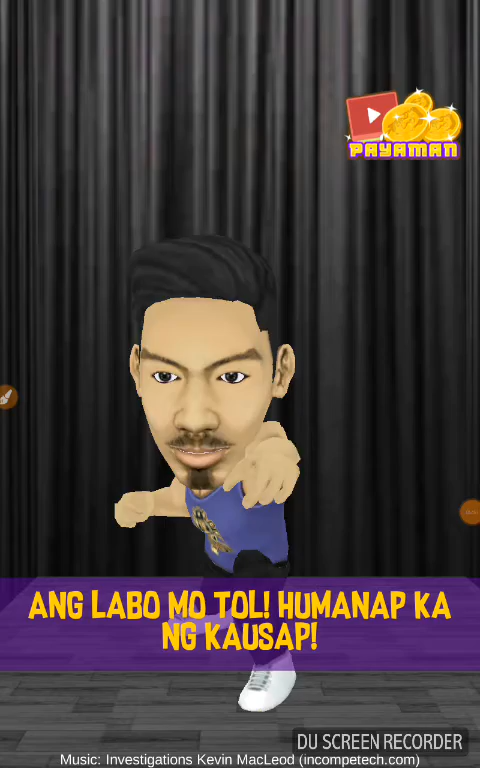 PAYAMAN
ANG LABO MO TOL! HUMANAP KA
NG KAUSAP!
DU SCREEN RECORDER
Music: Investigations Kevin MacLeod (incompetech.com)